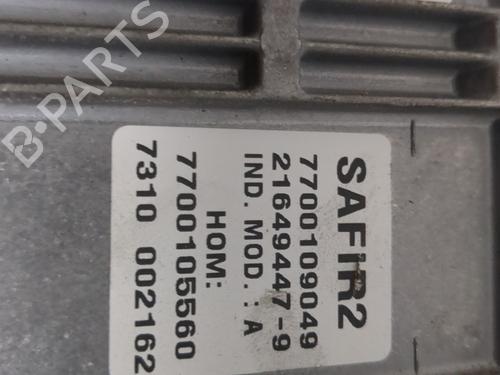 SAFIR2
7700109049
21649447-9
IND. MOD. : A
HOM:
7700105560
7310 002162
B-PARTS